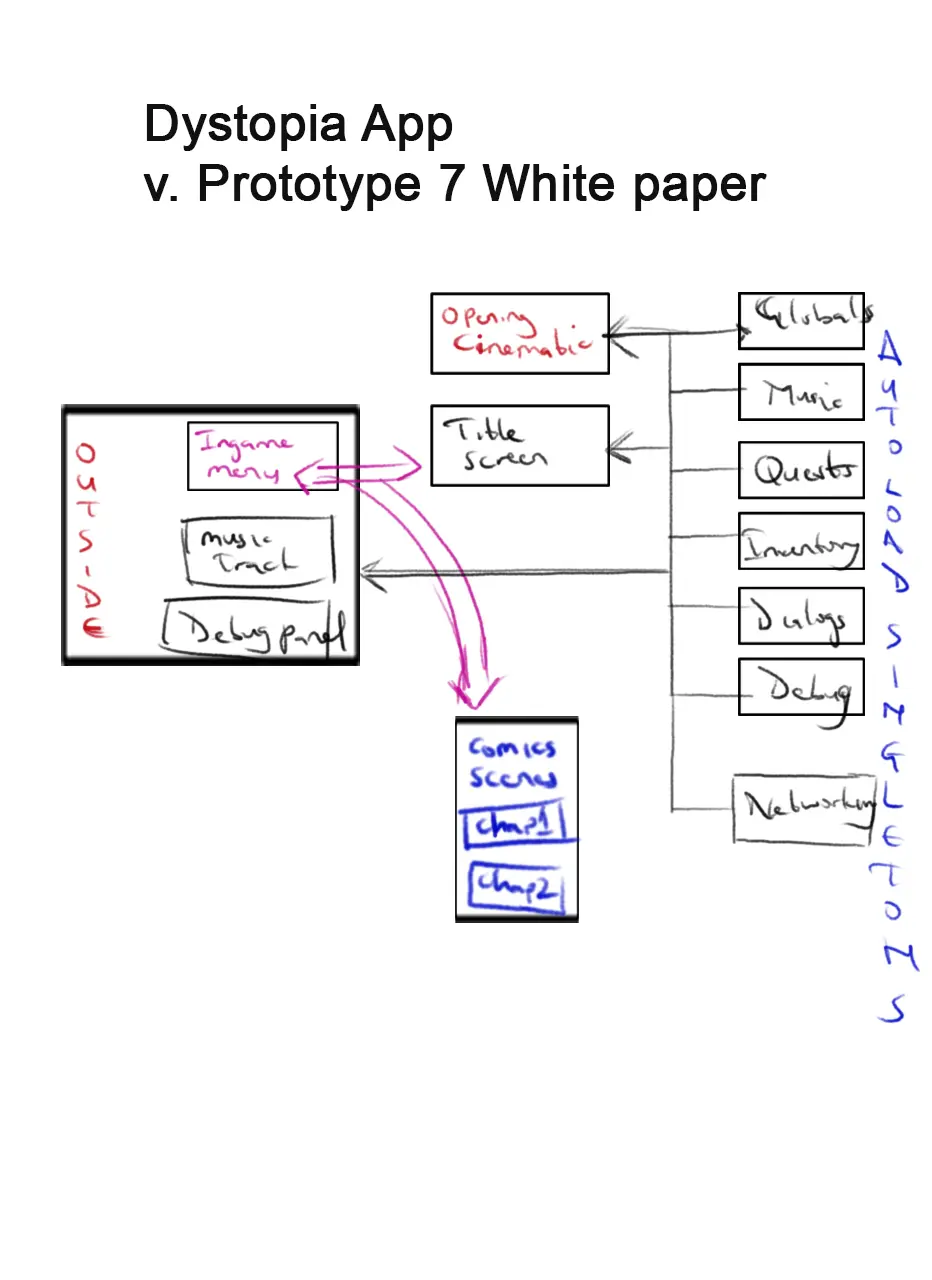 Dystopia App
v. Prototype 7 White paper
Opening
Cinematic
Globals
Music
Title
Screen
Ingame
menu
Quests
music
Track
Inventory
Debug panel
Dialogs
Debug
Comics
Scenes
Chap1
Chap2
Networking
AUTOLOAD SINGLETONS